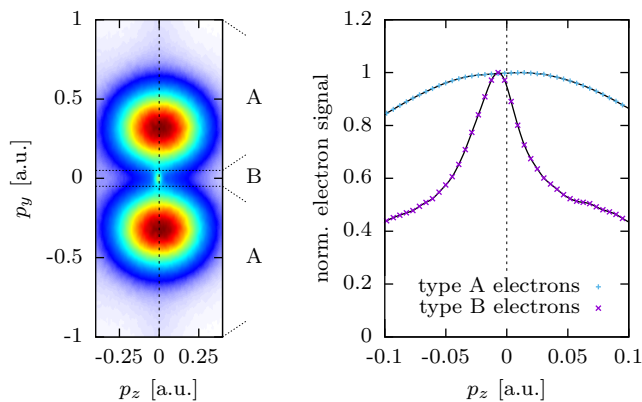 1
0.5
0
-0.5
-1
p_y [a.u.]
A
B
A
-0.25 0 0.25
p_z [a.u.]
1.2
1
0.8
0.6
0.4
0.2
0
norm. electron signal
type A electrons
type B electrons
-0.1 -0.05 0 0.05 0.1
p_z [a.u.]